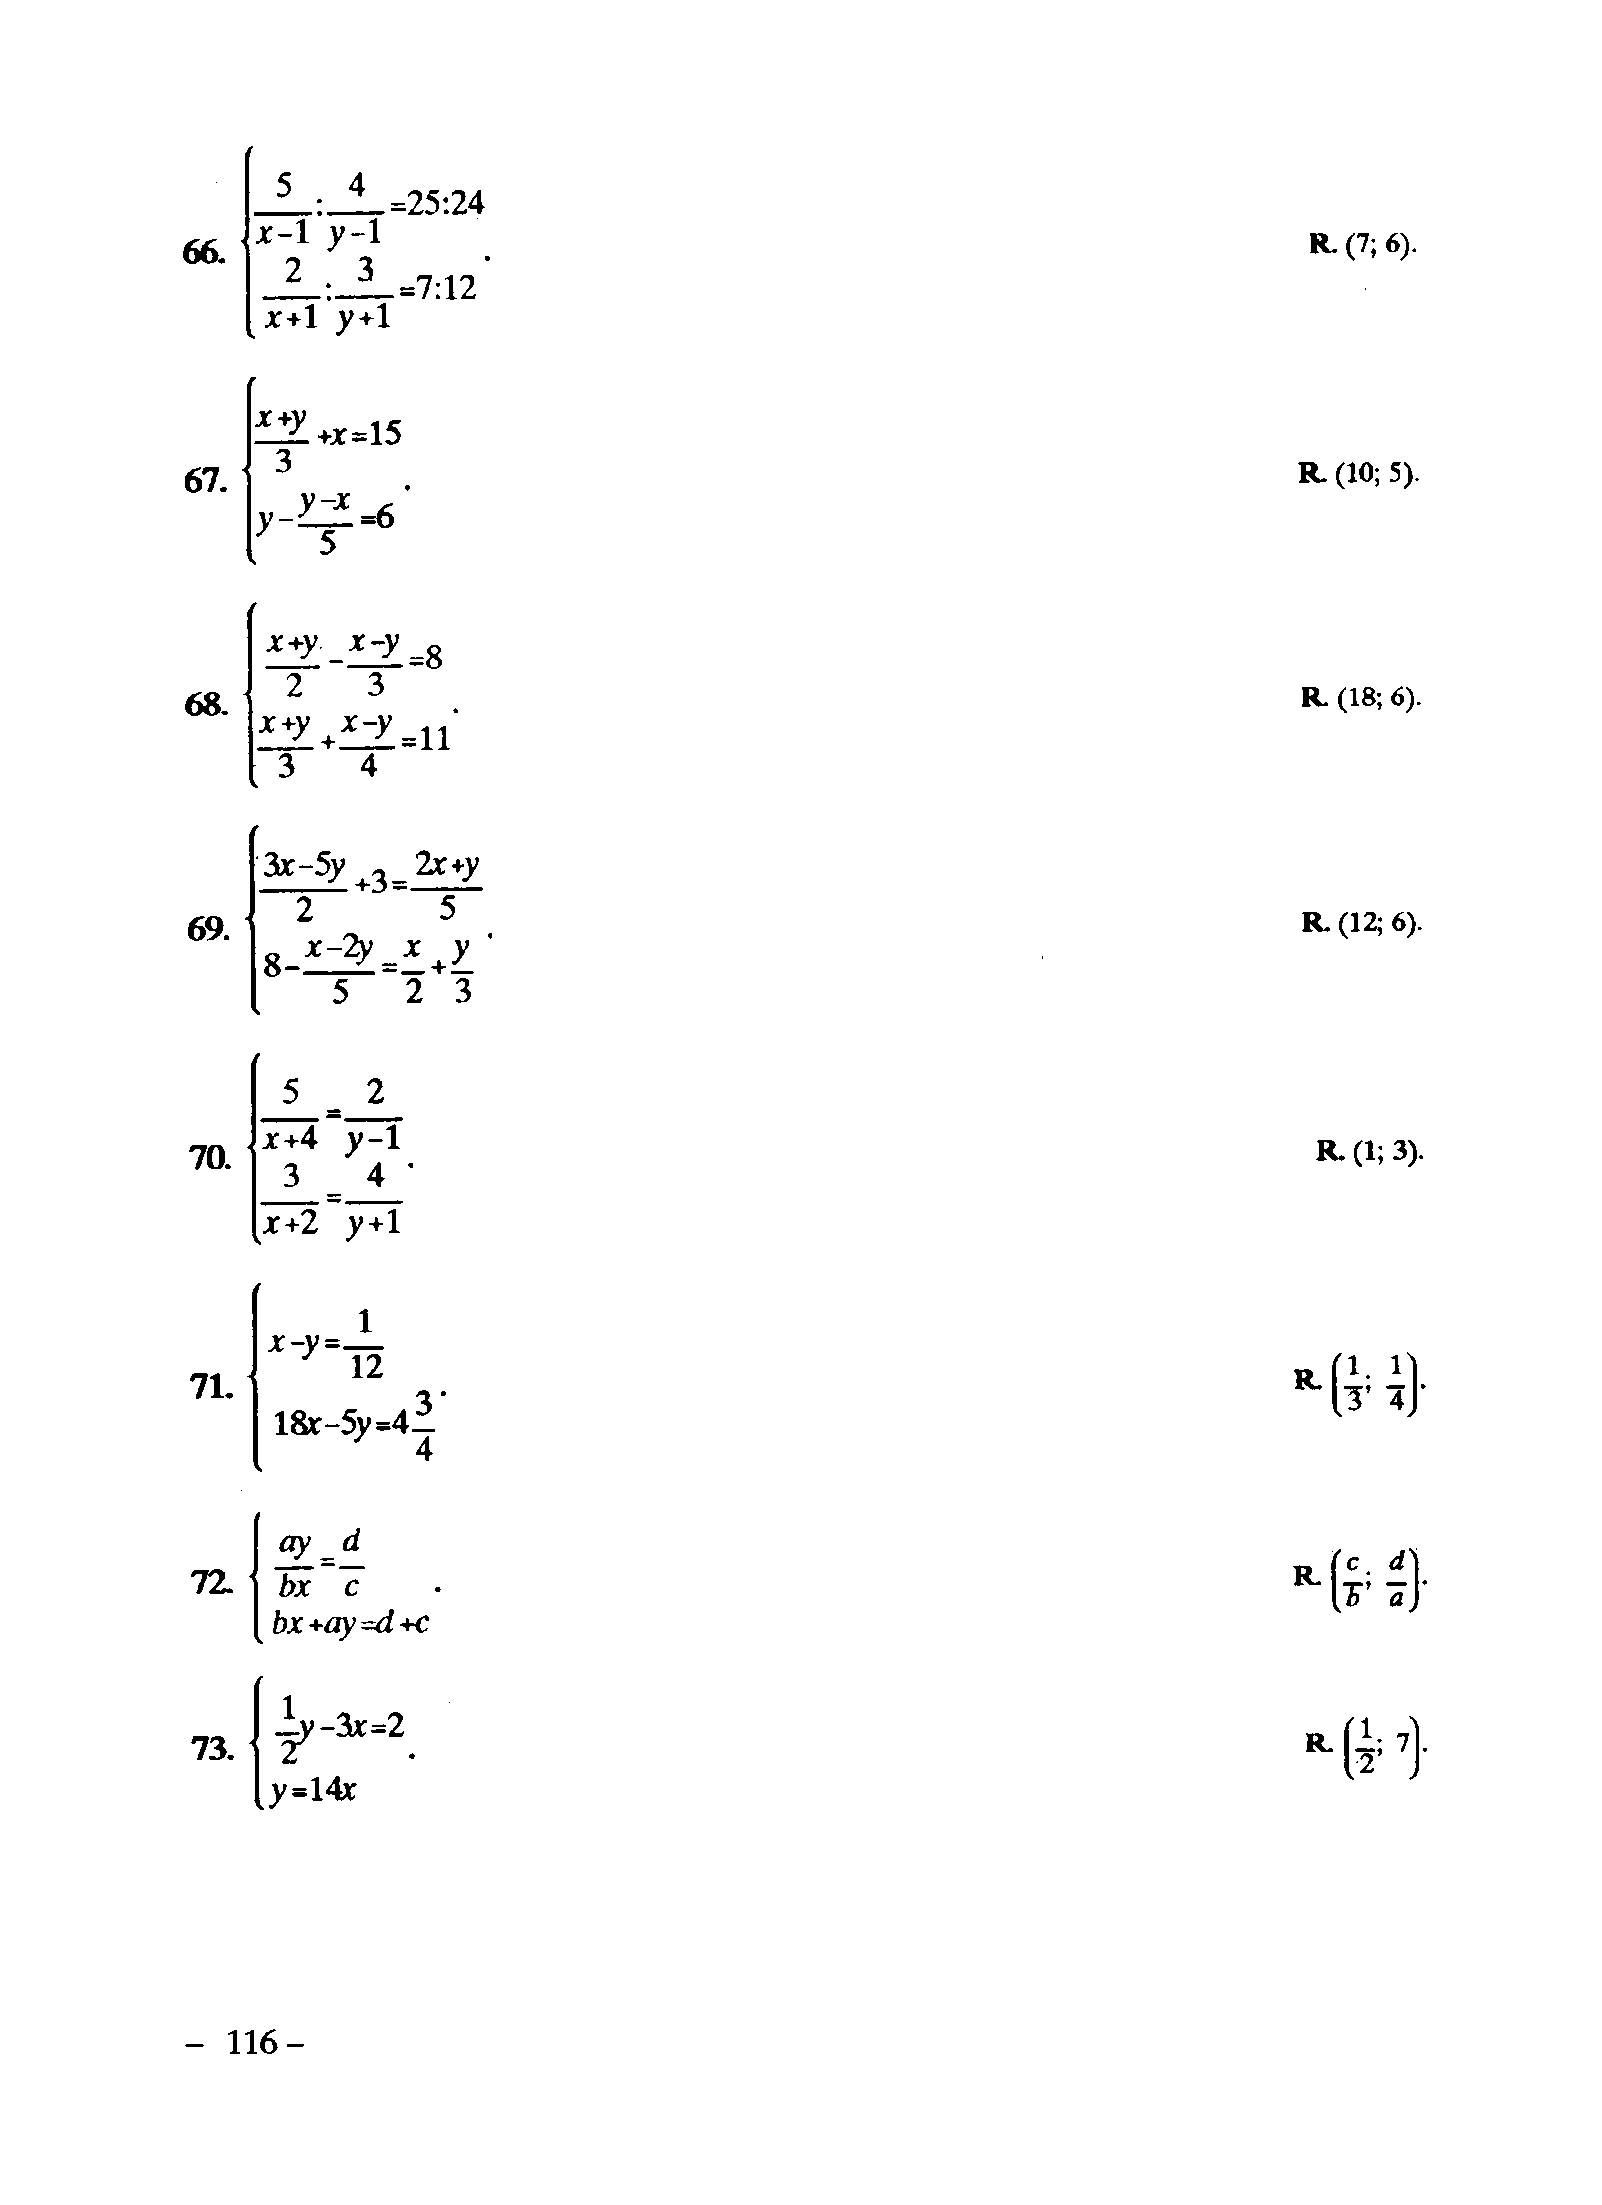 66. { 5/(x-1) : 4/(y-1) =25:24
2/(x+1) : 3/(y+1) =7:12 .
R. (7; 6).
67. { (x+y)/3 +x=15
y- (y-x)/5 =6 .
R. (10; 5).
68. { (x+y)/2 - (x-y)/3 =8
(x+y)/3 + (x-y)/4 =11 .
R. (18; 6).
69. { (3x-5y)/2 +3= (2x+y)/5
8- (x-2y)/5 = x/2 + y/3 .
R. (12; 6).
70. { 5/(x+4) = 2/(y-1)
3/(x+2) = 4/(y+1) .
R. (1; 3).
71. { x-y= 1/12
18x-5y=4 3/4 .
R. (1/3; 1/4).
72. { ay/bx = d/c
bx+ay=d+c .
R. (c/b; d/a).
73. { 1/2 y-3x=2
y=14x .
R. (1/2; 7).
- 116 -